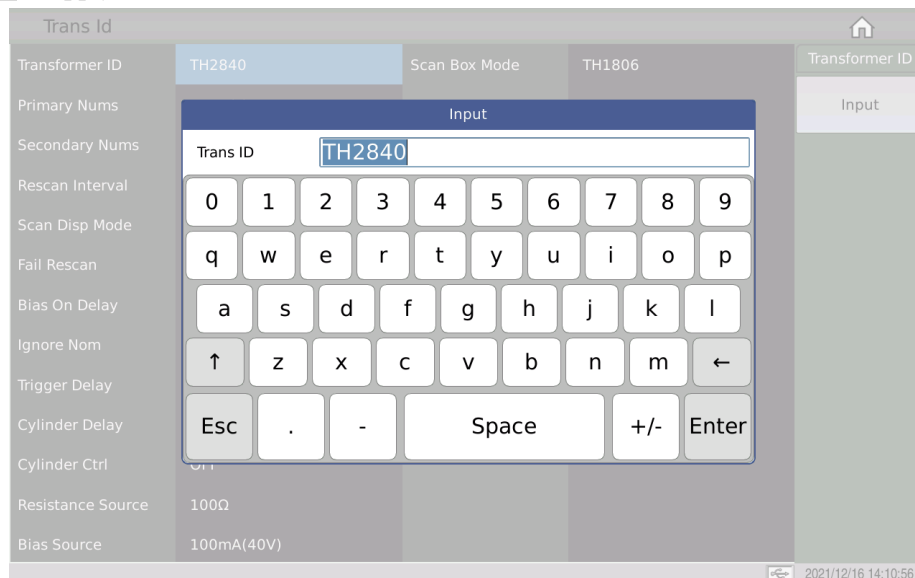 Trans Id
Transformer ID TH2840 Scan Box Mode TH1806 Transformer ID
Primary Nums Input Input
Secondary Nums Trans ID TH2840
Rescan Interval 0 1 2 3 4 5 6 7 8 9
Scan Disp Mode
Fail Rescan q w e r t y u i o p
Bias On Delay a s d f g h j k l
Ignore Nom ↑ z x c v b n m ←
Trigger Delay
Cylinder Delay Esc . - Space +/- Enter
Cylinder Ctrl OFF
Resistance Source 100Ω
Bias Source 100mA(40V)
2021/12/16 14:10:56